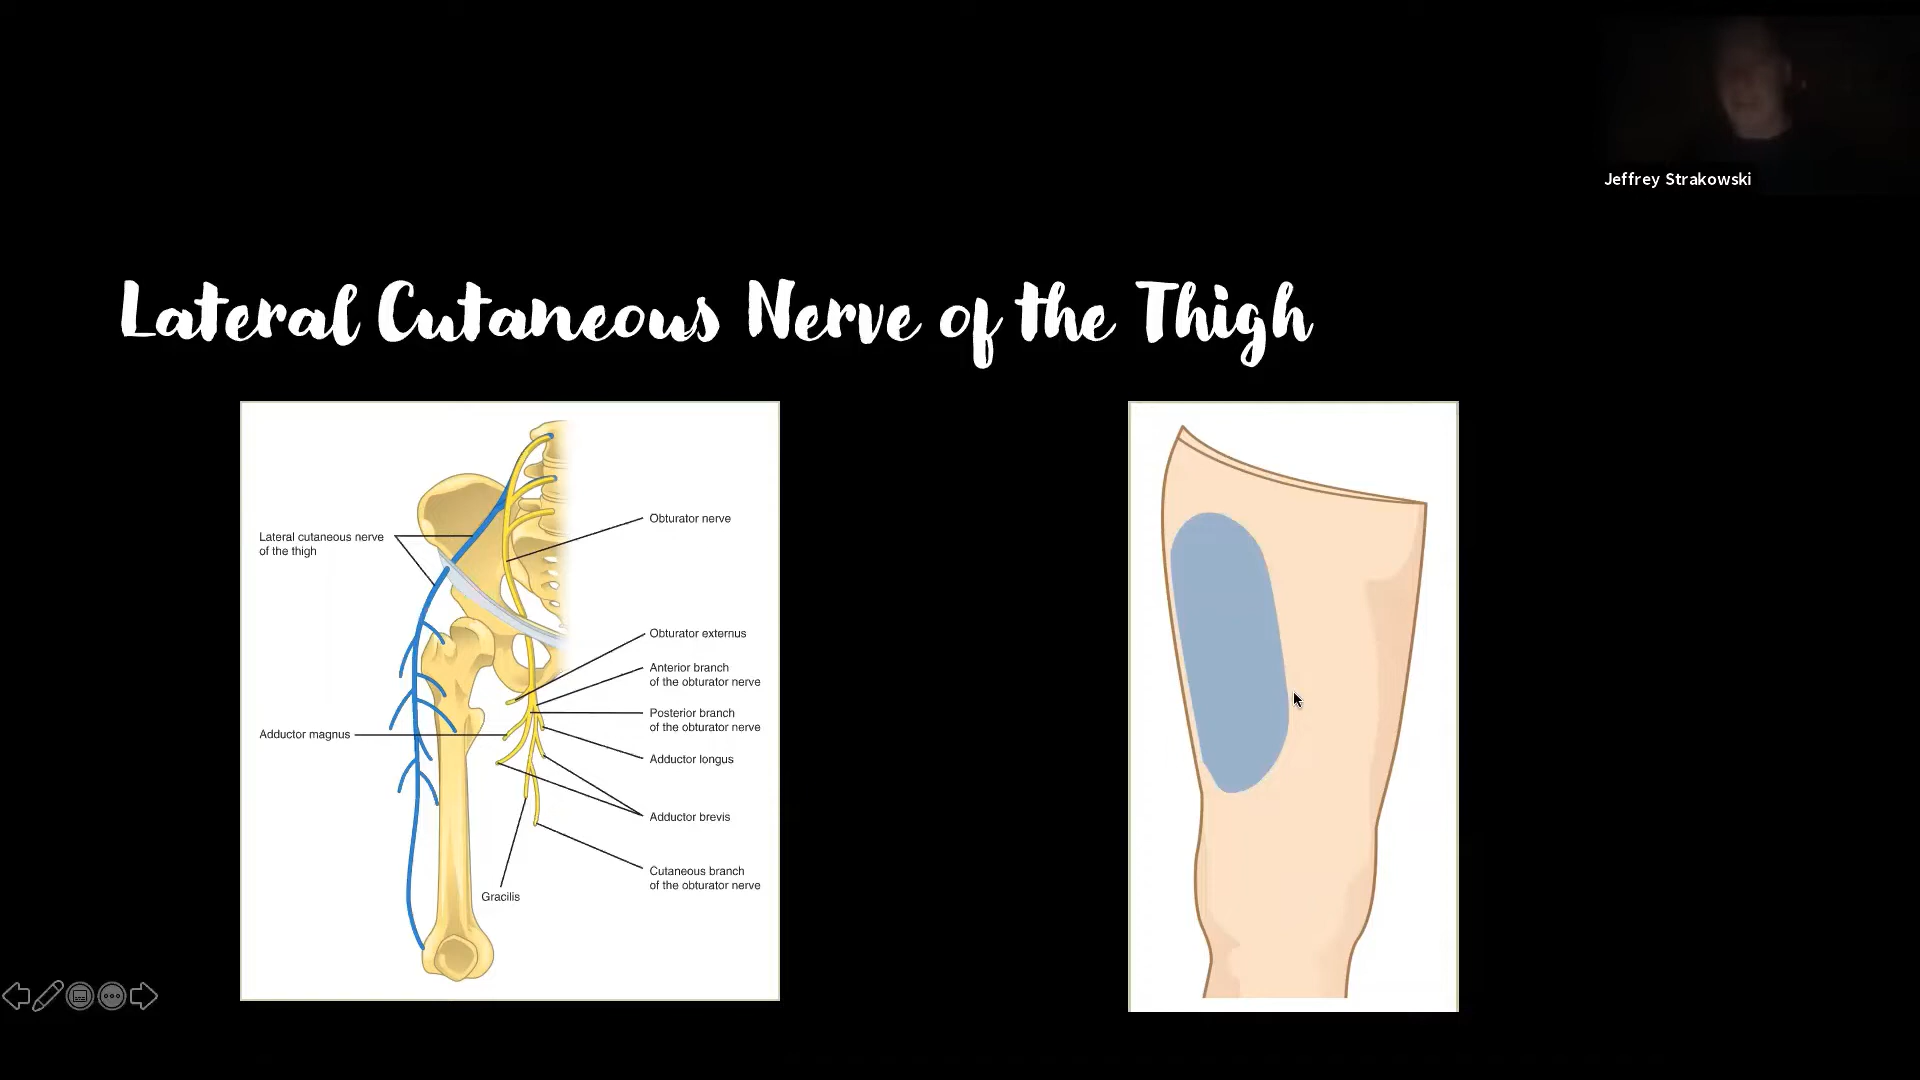 Jeffrey Strakowski
Lateral Cutaneous Nerve of the Thigh
Lateral cutaneous nerve
of the thigh
Adductor magnus
Gracilis
Obturator nerve
Obturator externus
Anterior branch
of the obturator nerve
Posterior branch
of the obturator nerve
Adductor longus
Adductor brevis
Cutaneous branch
of the obturator nerve